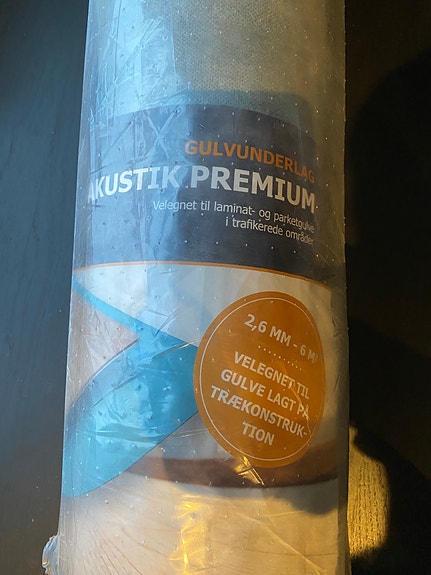 GULVUNDERLAG
AKUSTIK PREMIUM
Velegnet til laminat- og parketgulve
i trafikerede områder
2,6 MM - 6 M²
VELEGNET TIL
GULVE LAGT PÅ
TRÆKONSTRUK-
TION